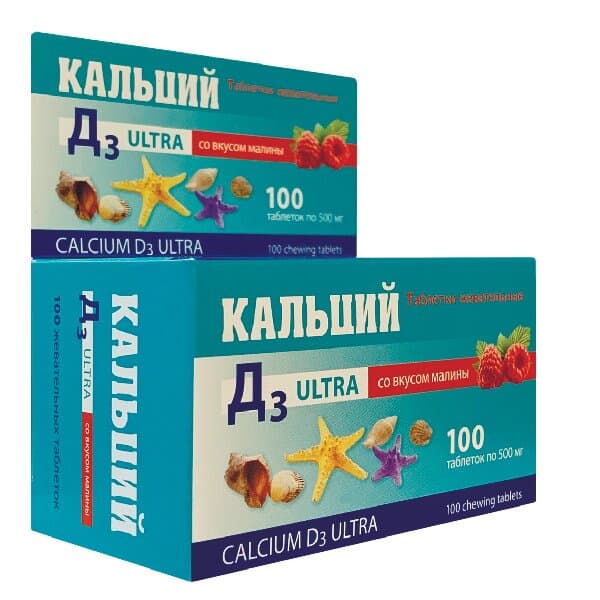 КАЛЬЦИЙ
Таблетки жевательные
Д3 ULTRA
со вкусом малины
100
таблеток по 500 мг
CALCIUM D3 ULTRA
100 chewing tablets
КАЛЬЦИЙ
Д3 ULTRA
со вкусом малины
100 жевательных таблеток
КАЛЬЦИЙ
Таблетки жевательные
Д3 ULTRA
со вкусом малины
100
таблеток по 500 мг
CALCIUM D3 ULTRA
100 chewing tablets